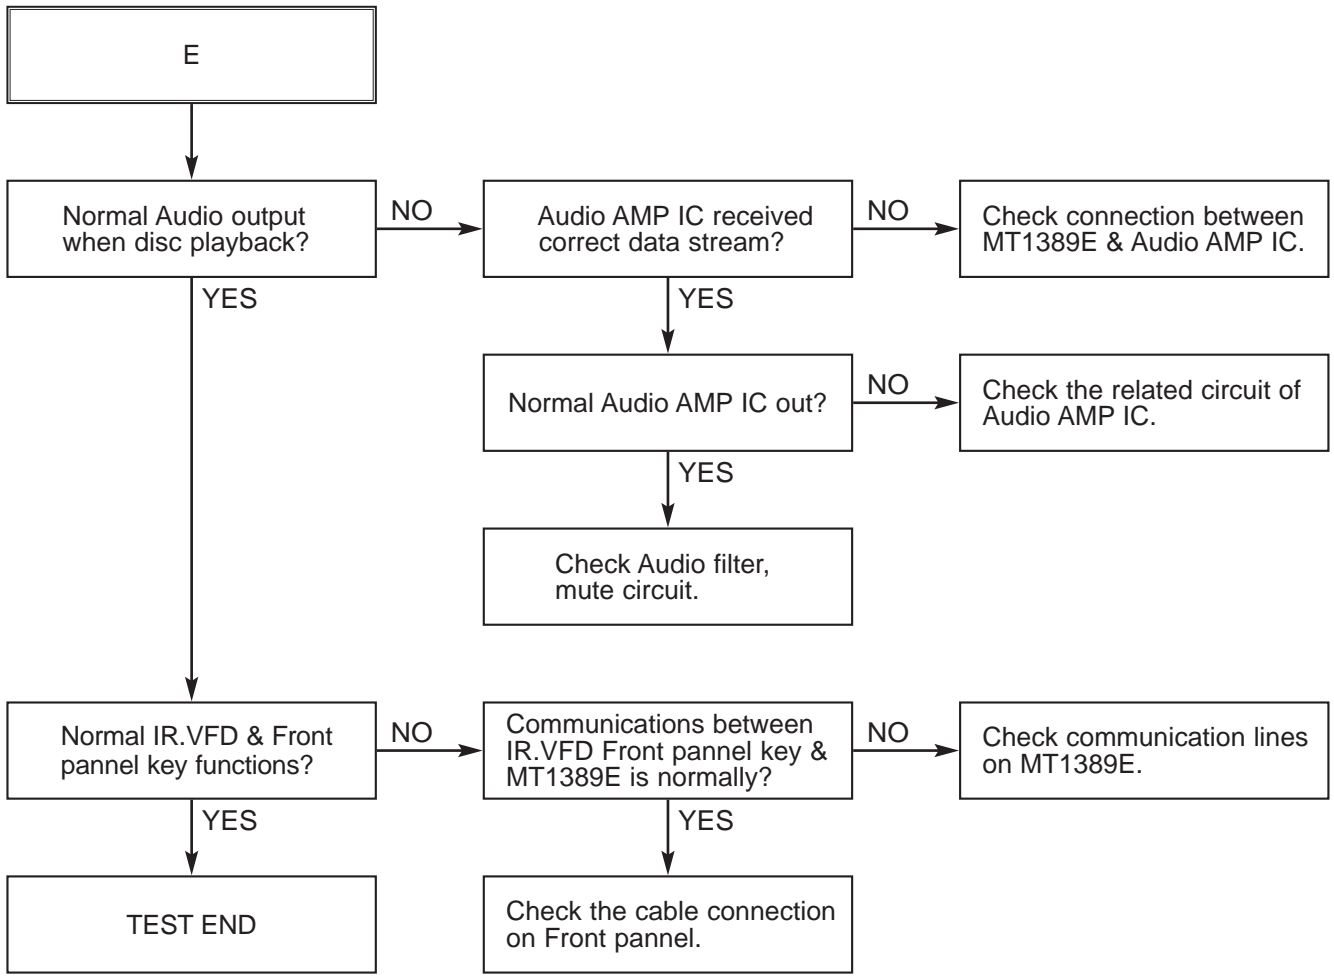 E
Normal Audio output
when disc playback?
NO
Audio AMP IC received
correct data stream?
NO
Check connection between
MT1389E & Audio AMP IC.
YES
YES
Normal Audio AMP IC out?
NO
Check the related circuit of
Audio AMP IC.
YES
Check Audio filter,
mute circuit.
Normal IR.VFD & Front
pannel key functions?
NO
Communications between
IR.VFD Front pannel key &
MT1389E is normally?
NO
Check communication lines
on MT1389E.
YES
YES
TEST END
Check the cable connection
on Front pannel.